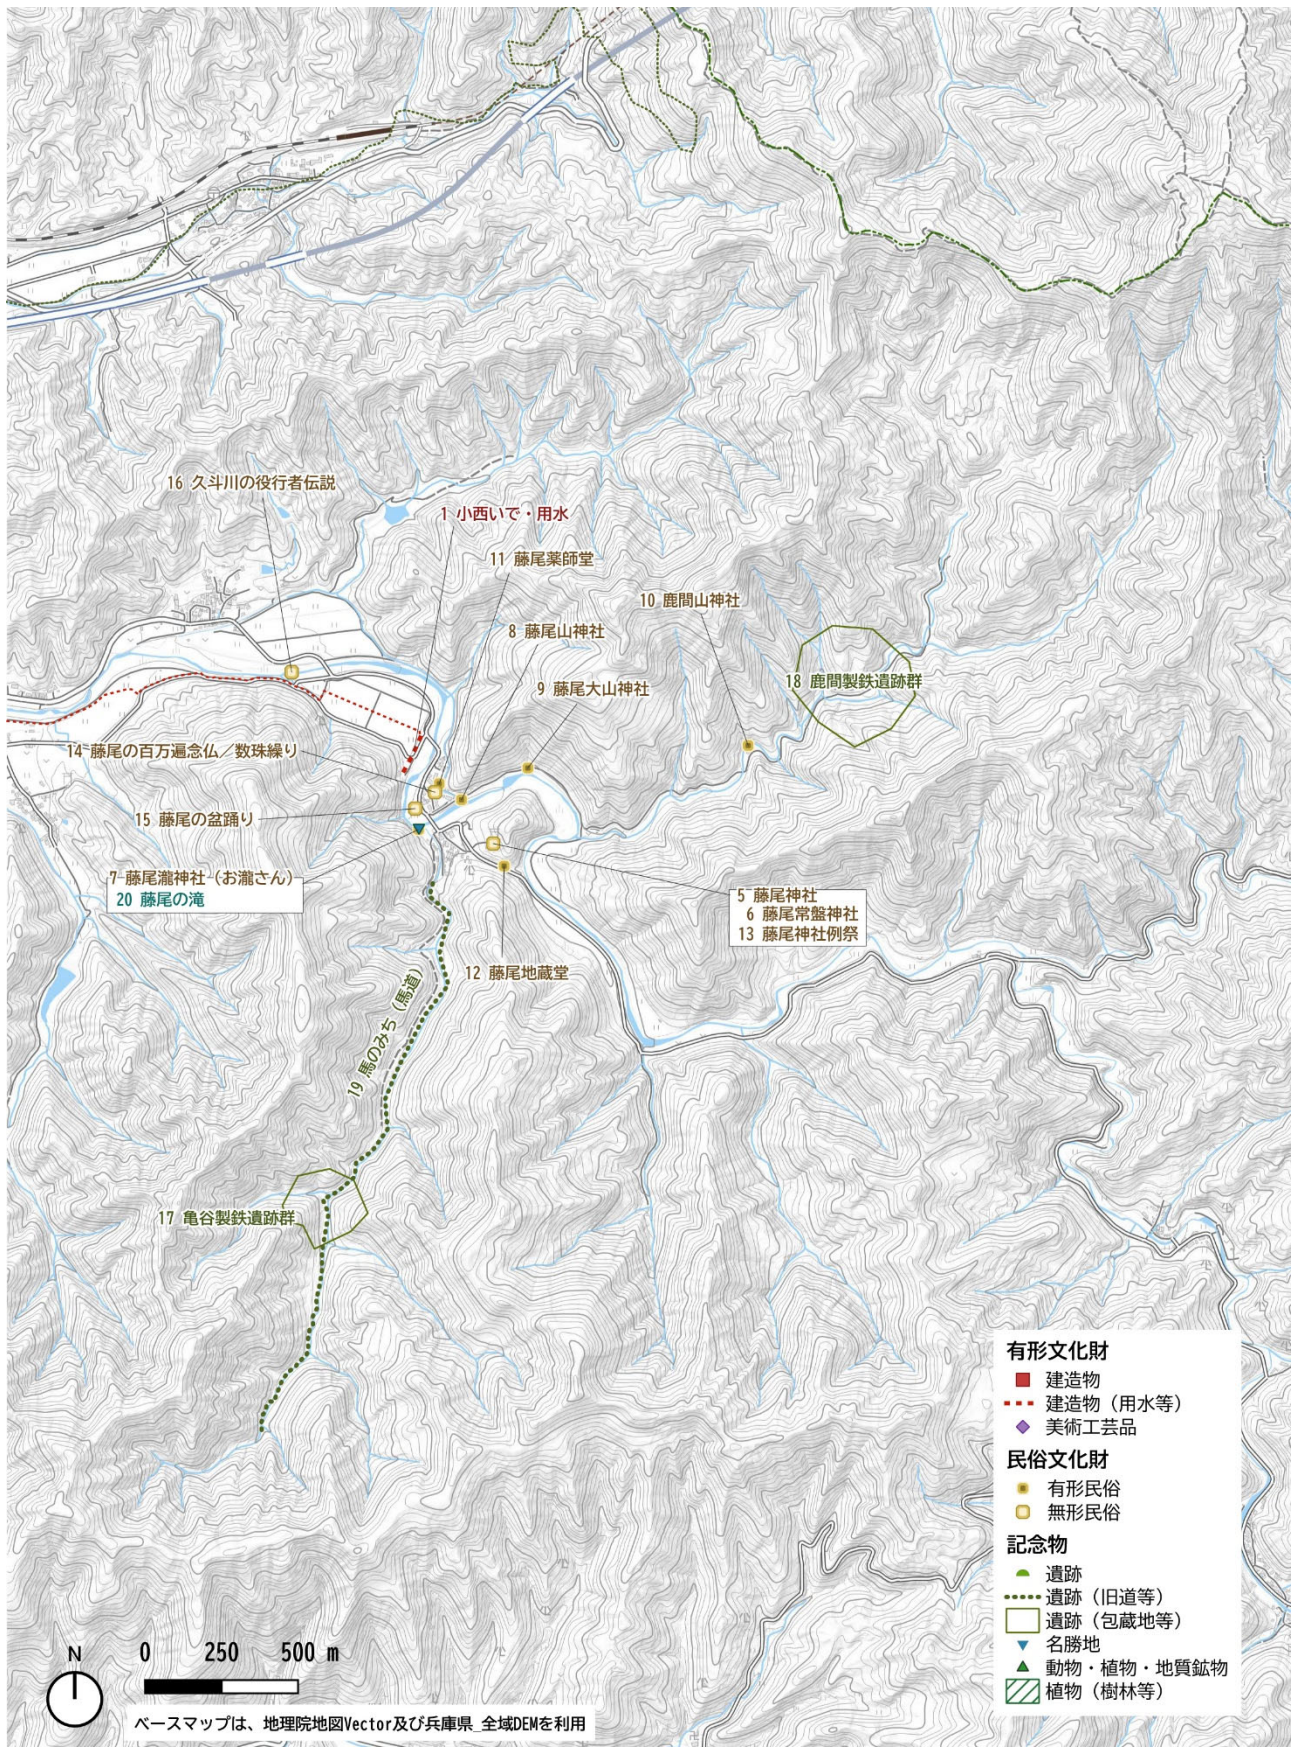 16 久斗川の役行者伝説
1 小西いで・用水
11 藤尾薬師堂
10 鹿間山神社
8 藤尾山神社
18 鹿間製鉄遺跡群
9 藤尾大山神社
14 藤尾の百万遍念仏／数珠繰り
15 藤尾の盆踊り
7 藤尾瀧神社（お瀧さん）
20 藤尾の滝
5 藤尾神社
6 藤尾常盤神社
13 藤尾神社例祭
12 藤尾地蔵堂
19 馬のみち（馬道）
17 亀谷製鉄遺跡群
有形文化財
建造物
建造物（用水等）
美術工芸品
民俗文化財
有形民俗
無形民俗
記念物
遺跡
遺跡（旧道等）
遺跡（包蔵地等）
名勝地
動物・植物・地質鉱物
植物（樹林等）
N
0 250 500 m
ベースマップは、地理院地図Vector及び兵庫県_全域DEMを利用